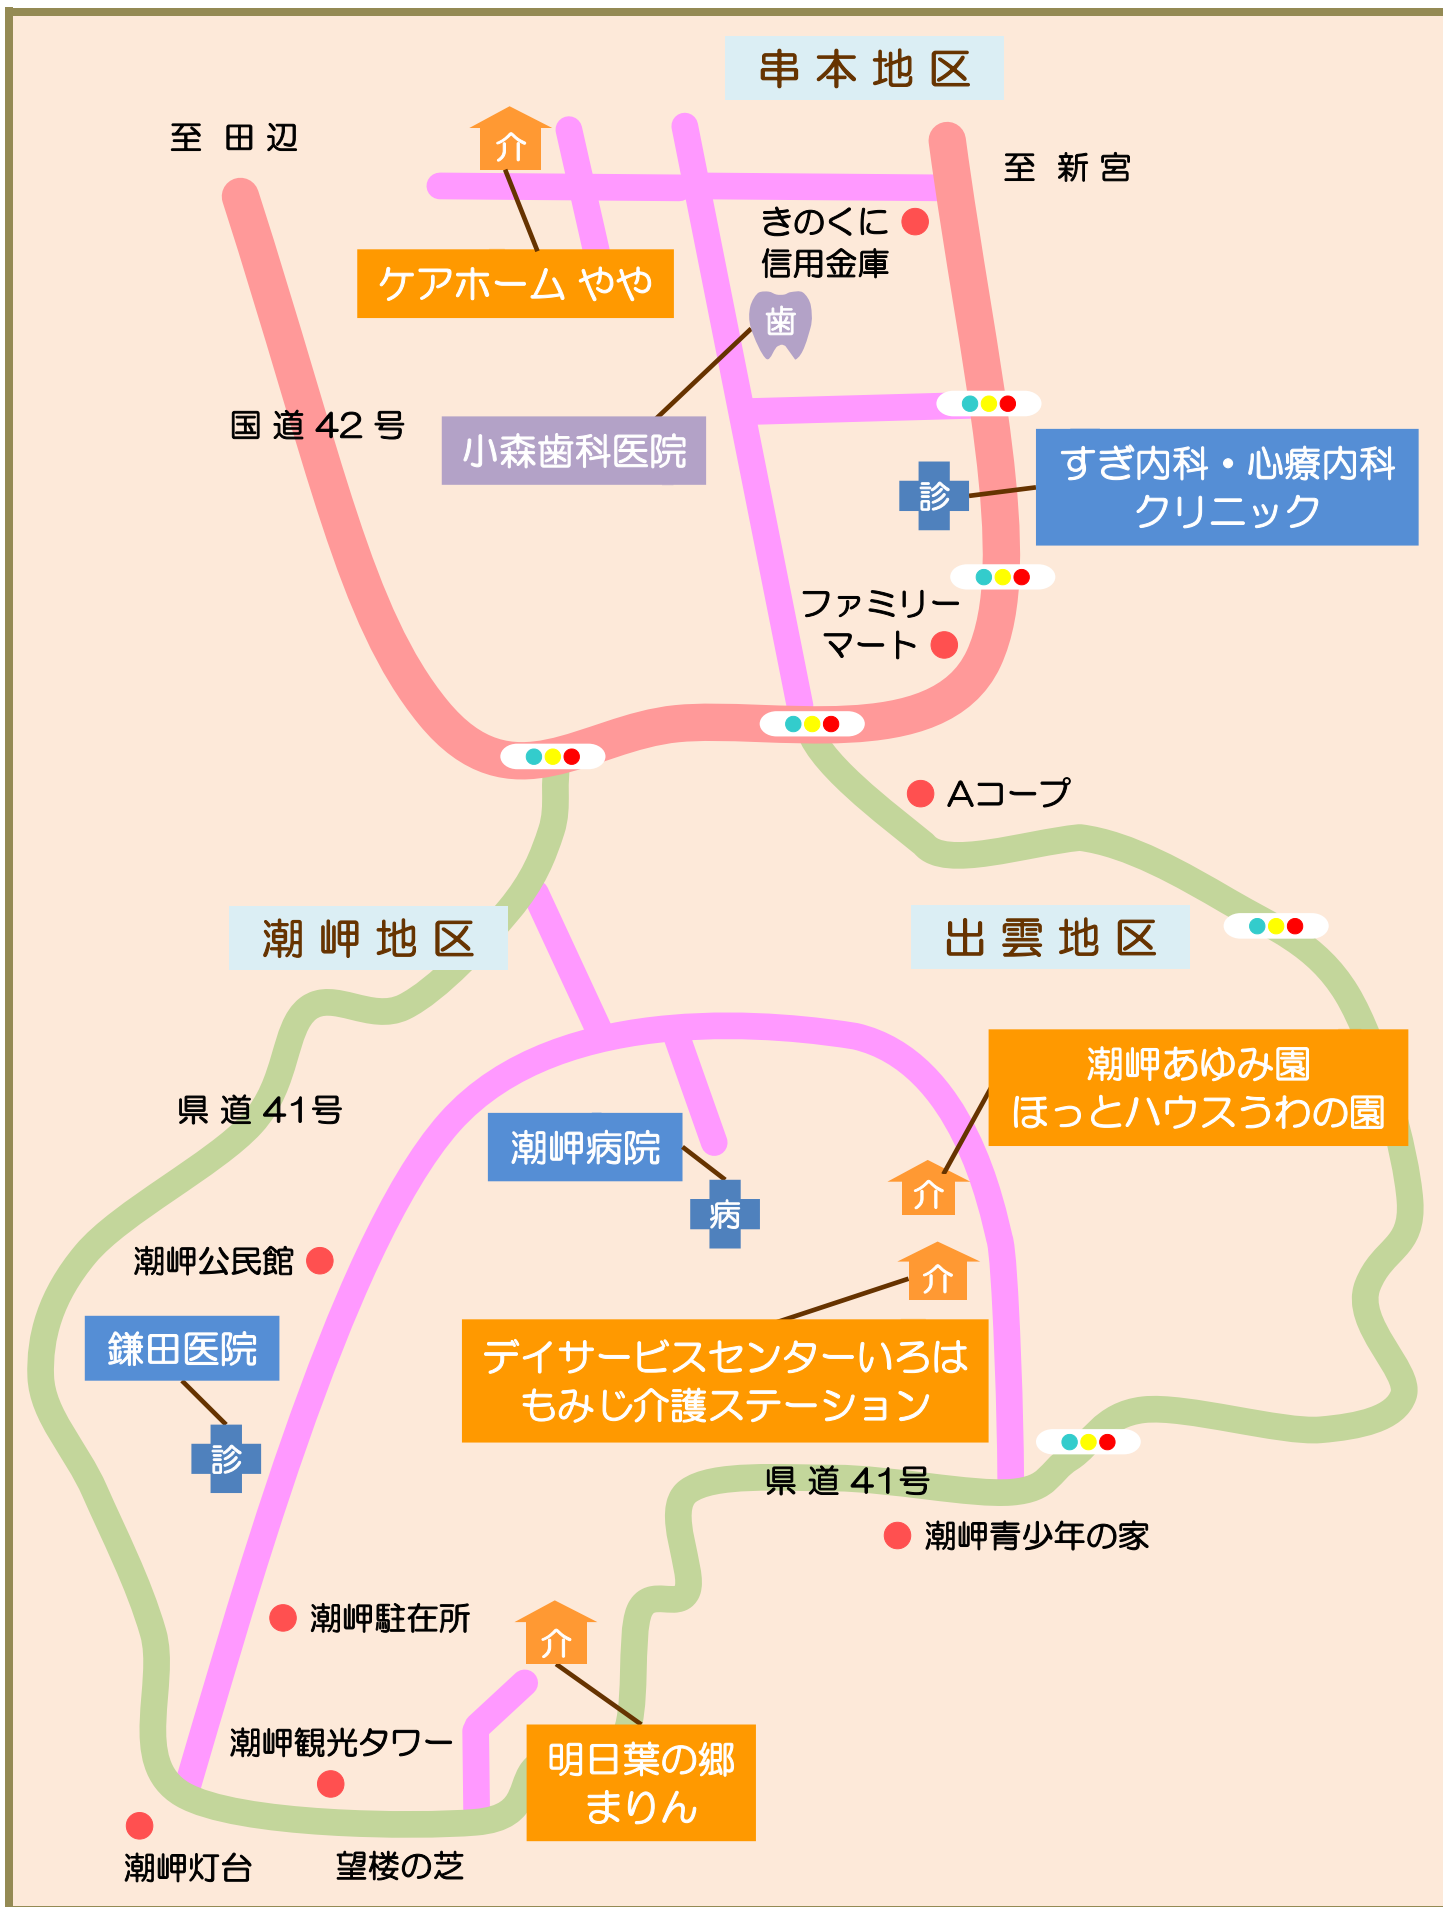 串本地区
至 田辺
介
至 新宮
きのくに
信用金庫
ケアホーム やや
歯
国道42号
小森歯科医院
すぎ内科・心療内科
クリニック
診
ファミリー
マート
Aコープ
潮岬地区
出雲地区
潮岬あゆみ園
ほっとハウスうわの園
県道41号
潮岬病院
介
病
潮岬公民館
介
鎌田医院
デイサービスセンターいろは
もみじ介護ステーション
診
県道41号
潮岬青少年の家
潮岬駐在所
介
潮岬観光タワー
明日葉の郷
まりん
潮岬灯台
望楼の芝